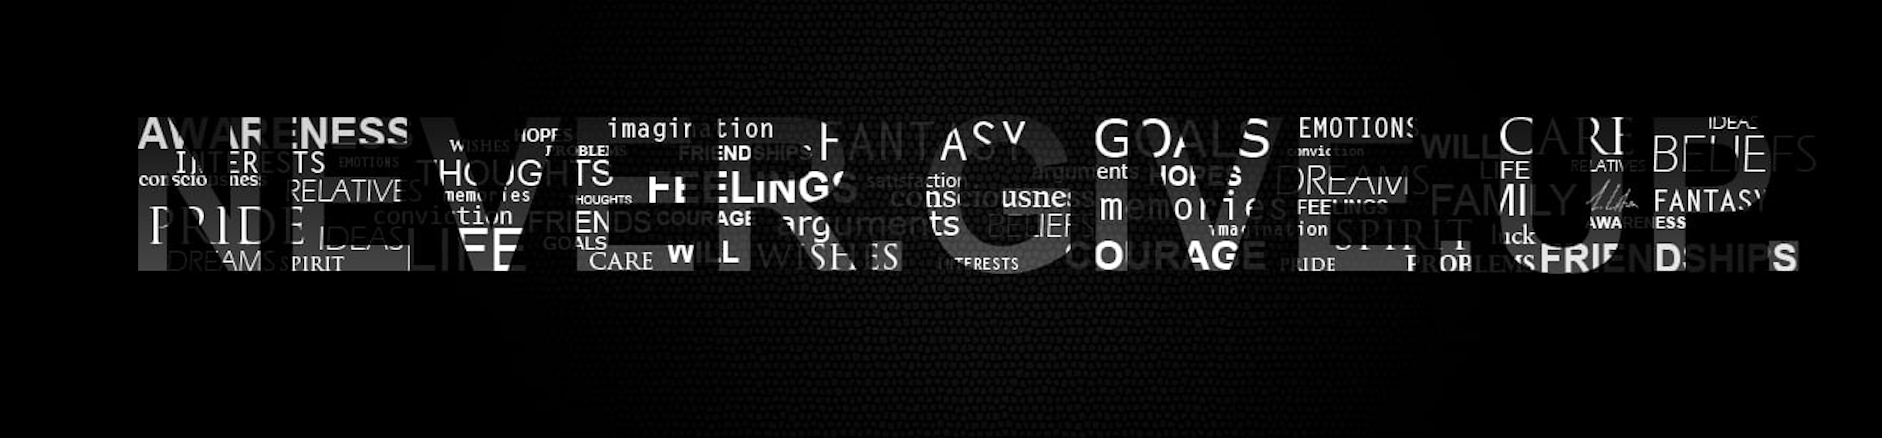 NEVER GIVE UP.
AWARENESS
INTERESTS
EMOTIONS
consciousness
RELATIVES
PRIDE
IDEAS
DREAMS
SPIRIT
WISHES
HOPES
PROBLEMS
THOUGHTS
memories
THOUGHTS
conviction
FRIENDS
LIFE
GOALS
CARE
imagination
FRIENDSHIPS
FEELINGS
COURAGE
arguments
WILL
WISHES
FANTASY
satisfaction
consciousness
BELIEFS
INTERESTS
GOALS
arguments
HOPES
memories
imagination
COURAGE
EMOTIONS
conviction
DREAMS
FEELINGS
SPIRIT
PRIDE
PROBLEMS
WILL
CARE
LIFE
RELATIVES
FAMILY
AWARENESS
luck
FRIENDSHIPS
IDEAS
BELIEFS
FANTASY